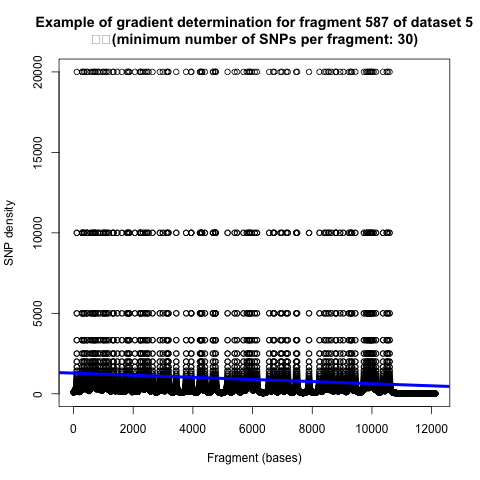 Example of gradient determination for fragment 587 of dataset 5
(minimum number of SNPs per fragment: 30)
20000
15000
10000
5000
0
SNP density
0 2000 4000 6000 8000 10000 12000
Fragment (bases)